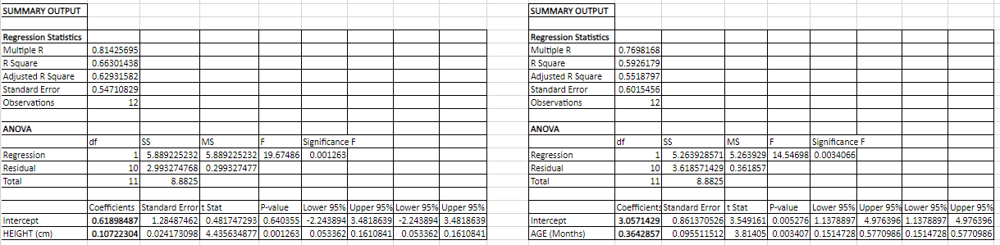 SUMMARY OUTPUT
Regression Statistics
Multiple R 0.81425695
R Square 0.66301438
Adjusted R Square 0.62931582
Standard Error 0.54710829
Observations 12
ANOVA
df SS MS F Significance F
Regression 1 5.889225232 5.889225232 19.67486 0.001263
Residual 10 2.993274768 0.299327477
Total 11 8.8825
Coefficients Standard Error t Stat P-value Lower 95% Upper 95% Lower 95% Upper 95%
Intercept 0.61898487 1.28487462 0.481747293 0.640355 -2.243894 3.4818639 -2.243894 3.4818639
HEIGHT (cm) 0.10722304 0.024173098 4.435634877 0.001263 0.053362 0.1610841 0.053362 0.1610841
SUMMARY OUTPUT
Regression Statistics
Multiple R 0.7698168
R Square 0.5926179
Adjusted R Square 0.5518797
Standard Error 0.6015456
Observations 12
ANOVA
df SS MS F Significance F
Regression 1 5.263928571 5.263929 14.54698 0.0034066
Residual 10 3.618571429 0.361857
Total 11 8.8825
Coefficients Standard Error t Stat P-value Lower 95% Upper 95% Lower 95% Upper 95%
Intercept 3.0571429 0.861370526 3.549161 0.005276 1.1378897 4.976396 1.1378897 4.976396
AGE (Months) 0.3642857 0.095511512 3.81405 0.003407 0.1514728 0.5770986 0.1514728 0.5770986